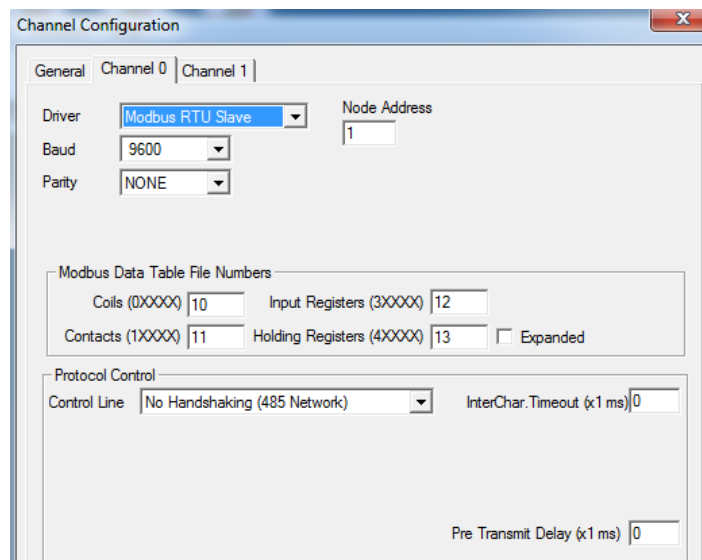 Channel Configuration
General Channel 0 Channel 1
Driver Modbus RTU Slave Node Address
1
Baud 9600
Parity NONE
Modbus Data Table File Numbers
Coils (0XXXX) 10 Input Registers (3XXXX) 12
Contacts (1XXXX) 11 Holding Registers (4XXXX) 13 Expanded
Protocol Control
Control Line No Handshaking (485 Network) InterChar.Timeout (x1 ms) 0
Pre Transmit Delay (x1 ms) 0